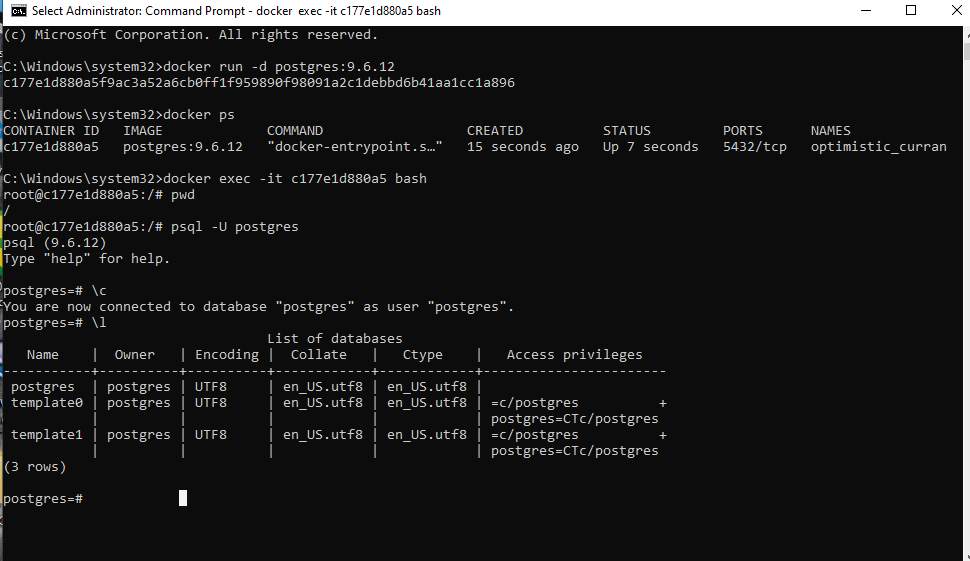 Select Administrator: Command Prompt - docker exec -it c177e1d880a5 bash
(c) Microsoft Corporation. All rights reserved.
C:\Windows\system32>docker run -d postgres:9.6.12
c177e1d880a5f9ac3a52a6cb0ff1f959890f98091a2c1debbd6b41aa1cc1a896
C:\Windows\system32>docker ps
CONTAINER ID   IMAGE             COMMAND                  CREATED          STATUS         PORTS      NAMES
c177e1d880a5   postgres:9.6.12   "docker-entrypoint.s…"   15 seconds ago   Up 7 seconds   5432/tcp   optimistic_curran
C:\Windows\system32>docker exec -it c177e1d880a5 bash
root@c177e1d880a5:/# pwd
/
root@c177e1d880a5:/# psql -U postgres
psql (9.6.12)
Type "help" for help.
postgres=# \c
You are now connected to database "postgres" as user "postgres".
postgres=# \l
                                 List of databases
   Name    |  Owner   | Encoding |  Collate   |   Ctype    |   Access privileges
-----------+----------+----------+------------+------------+-----------------------
 postgres  | postgres | UTF8     | en_US.utf8 | en_US.utf8 |
 template0 | postgres | UTF8     | en_US.utf8 | en_US.utf8 | =c/postgres          +
           |          |          |            |            | postgres=CTc/postgres
 template1 | postgres | UTF8     | en_US.utf8 | en_US.utf8 | =c/postgres          +
           |          |          |            |            | postgres=CTc/postgres
(3 rows)
postgres=#